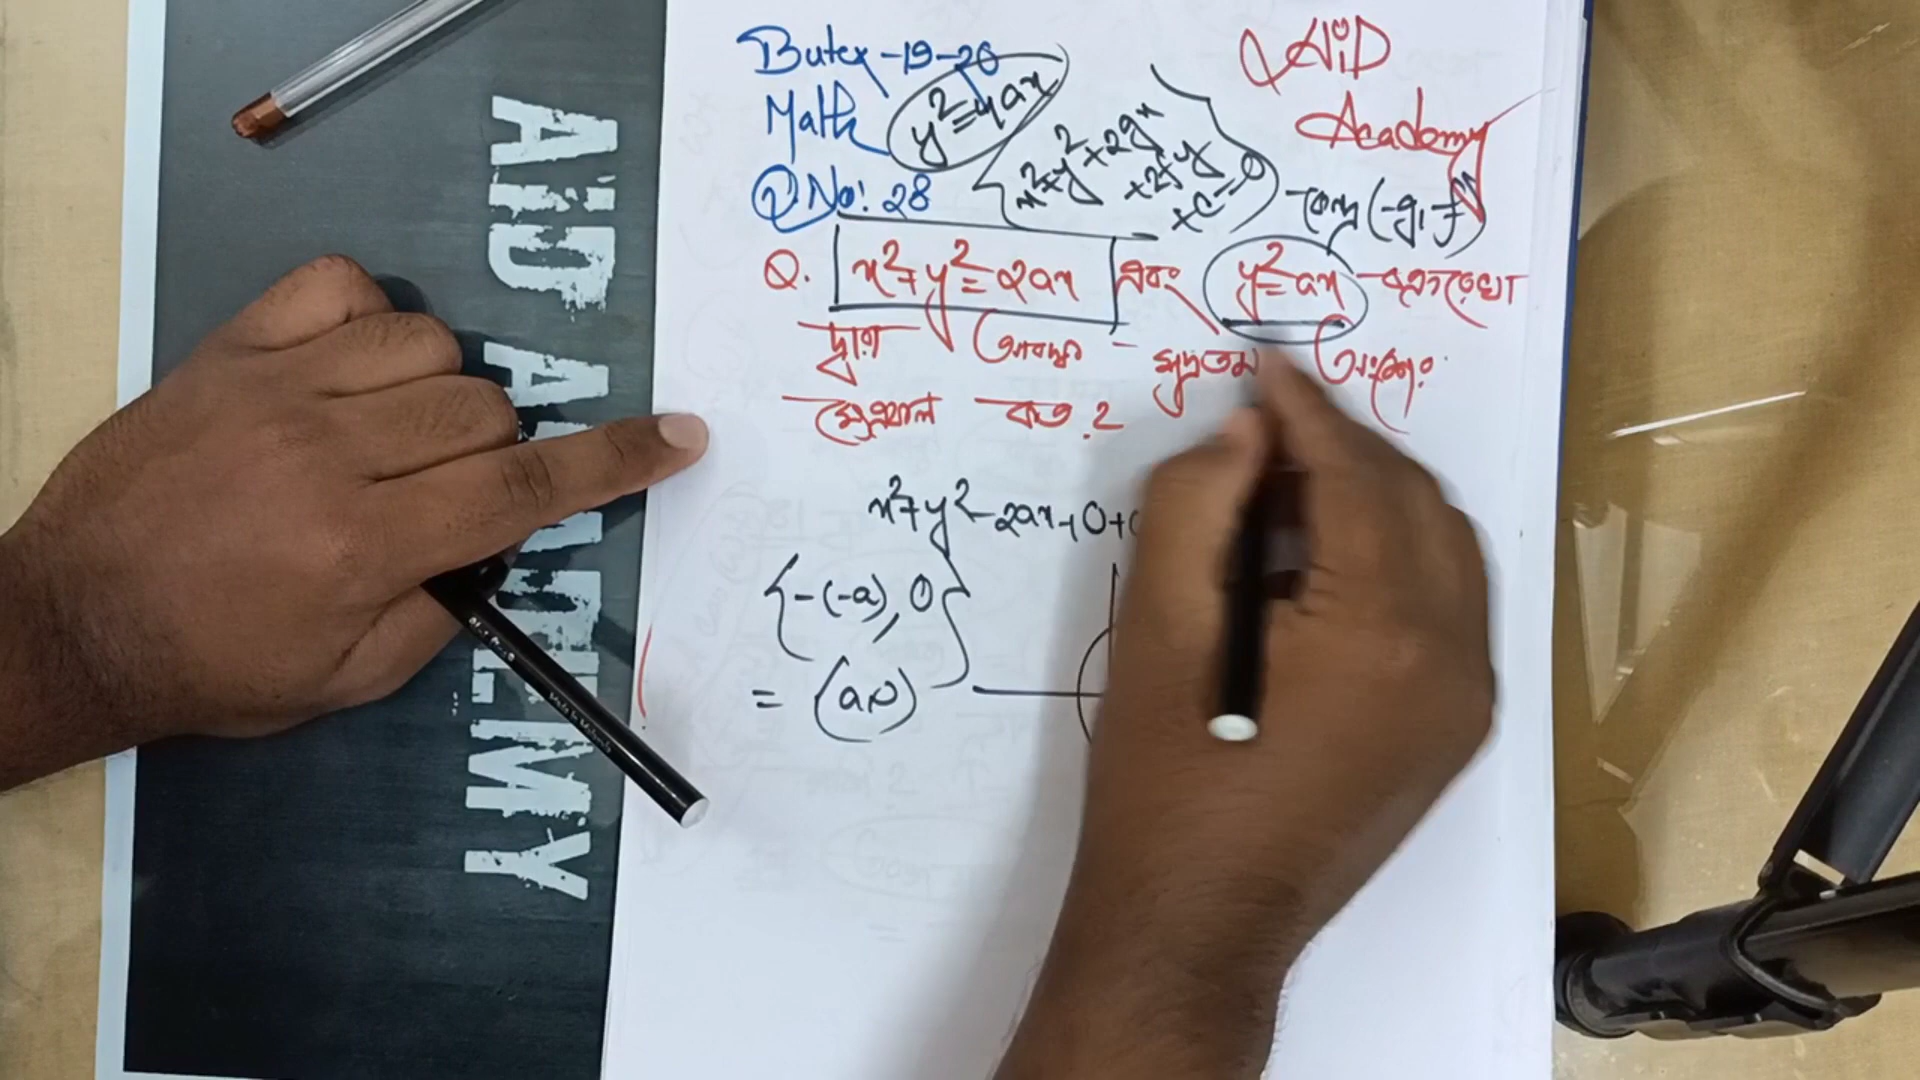 Butex-19-20
Math
Q No: 28
y²=4ax
x²+y²+2gx
+2fy
+c=0
AiD
Academy
কেন্দ্র (-g, -f)
Q. x²+y²=2ax এবং y²=ax বক্ররেখা
দ্বারা আবদ্ধ ক্ষুদ্রতম অংশের
ক্ষেত্রফল কত ?
x²+y²-2ax+0+
{-(-a), 0}
= (a,0)
AID ACADEMY